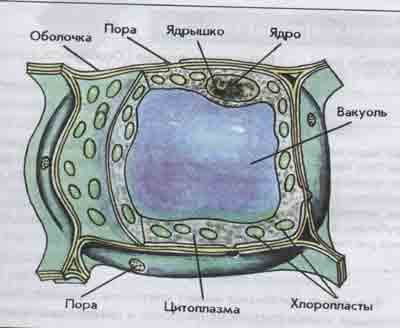 Оболочка
Пора
Ядрышко
Ядро
Вакуоль
Пора
Цитоплазма
Хлоропласты